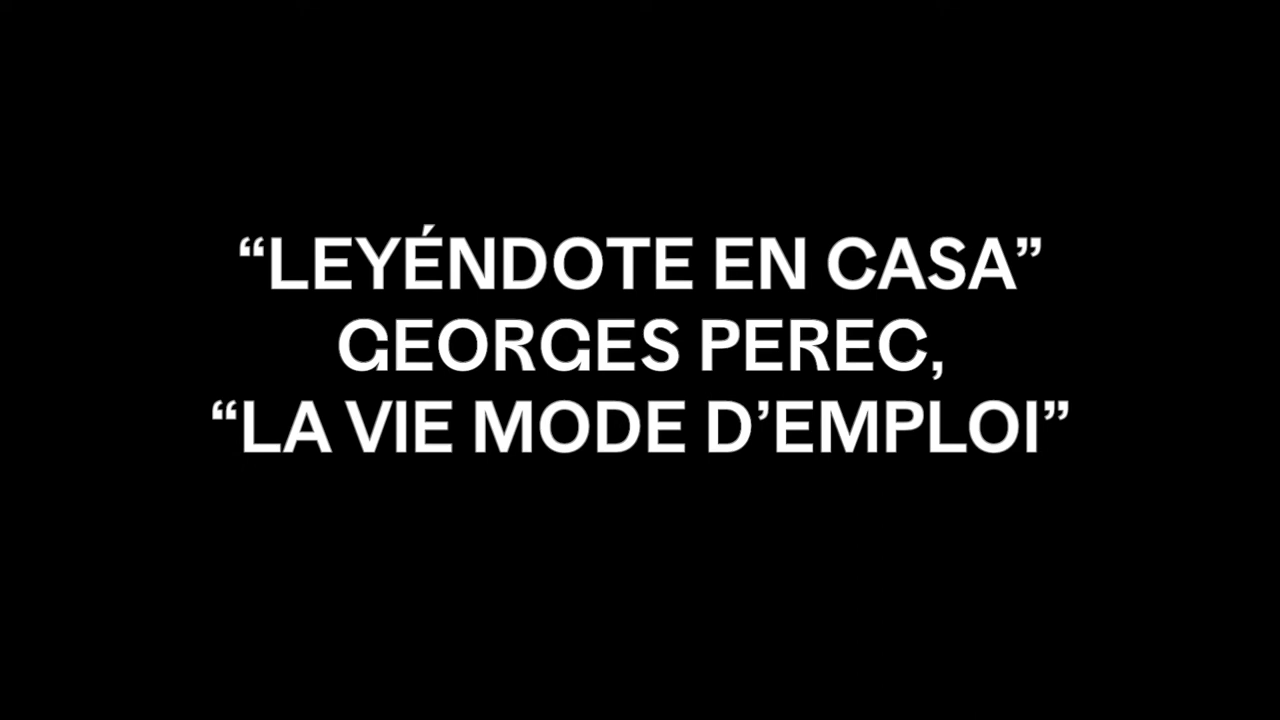 “LEYÉNDOTE EN CASA”
GEORGES PEREC,
“LA VIE MODE D’EMPLOI”